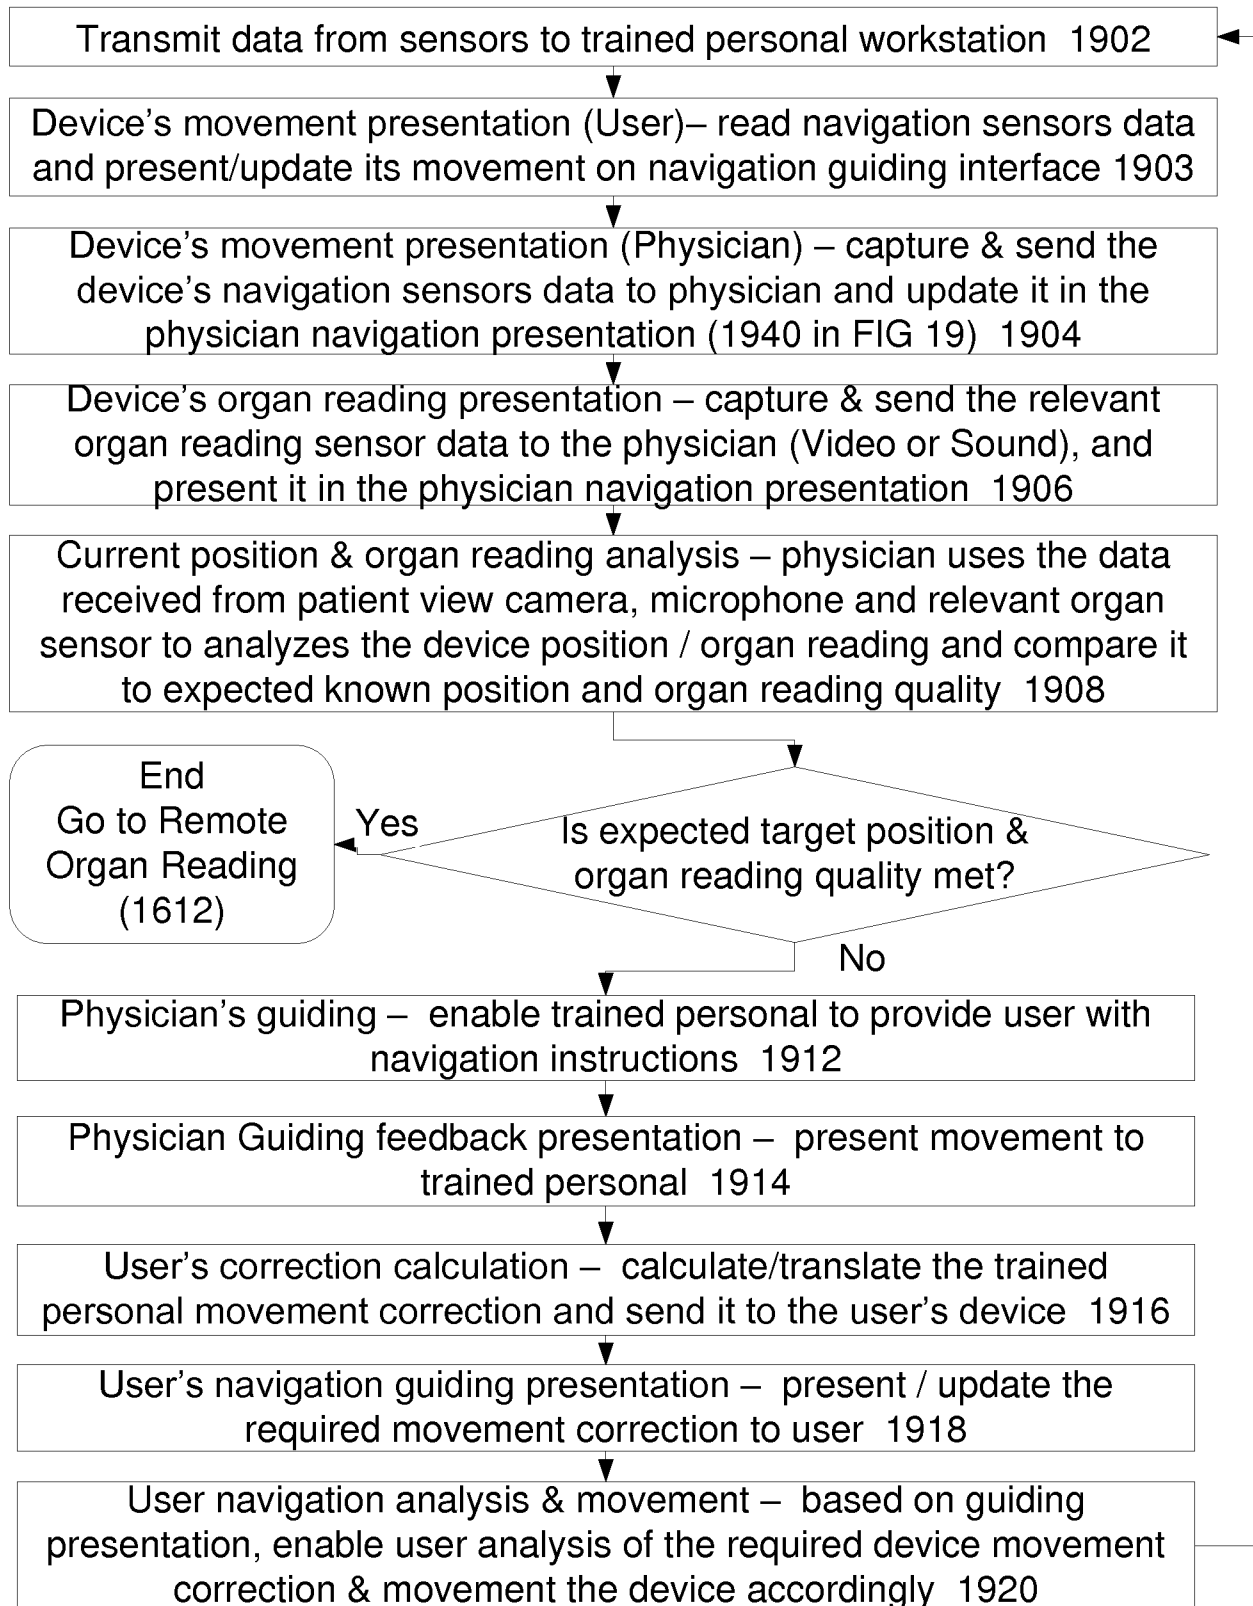 Transmit data from sensors to trained personal workstation 1902
Device’s movement presentation (User)– read navigation sensors data
and present/update its movement on navigation guiding interface 1903
Device’s movement presentation (Physician) – capture & send the
device’s navigation sensors data to physician and update it in the
physician navigation presentation (1940 in FIG 19) 1904
Device’s organ reading presentation – capture & send the relevant
organ reading sensor data to the physician (Video or Sound), and
present it in the physician navigation presentation 1906
Current position & organ reading analysis – physician uses the data
received from patient view camera, microphone and relevant organ
sensor to analyzes the device position / organ reading and compare it
to expected known position and organ reading quality 1908
End
Go to Remote
Organ Reading
(1612)
Yes
Is expected target position &
organ reading quality met?
No
Physician’s guiding – enable trained personal to provide user with
navigation instructions 1912
Physician Guiding feedback presentation – present movement to
trained personal 1914
User’s correction calculation – calculate/translate the trained
personal movement correction and send it to the user’s device 1916
User’s navigation guiding presentation – present / update the
required movement correction to user 1918
User navigation analysis & movement – based on guiding
presentation, enable user analysis of the required device movement
correction & movement the device accordingly 1920